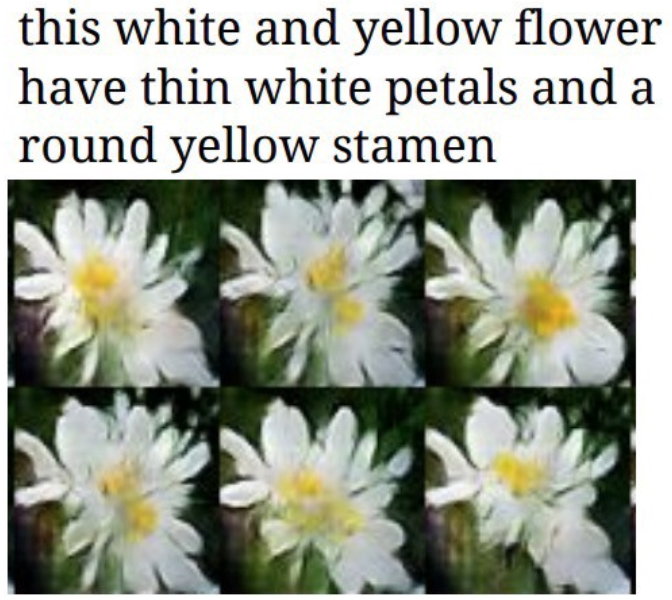 this white and yellow flower
have thin white petals and a
round yellow stamen